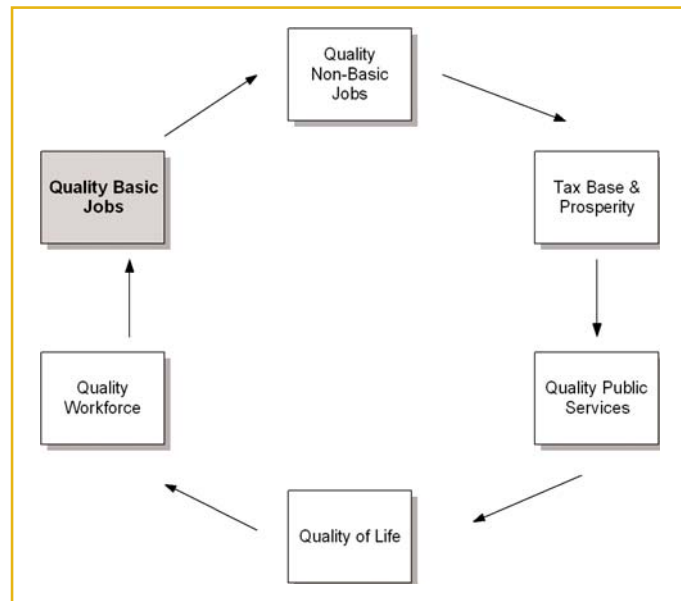 Quality
Non-Basic
Jobs
Quality Basic
Jobs
Tax Base &
Prosperity
Quality
Workforce
Quality Public
Services
Quality of Life